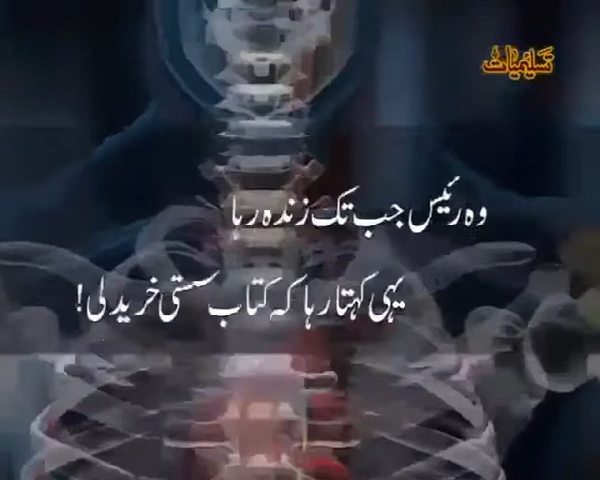 تسلیمات
وہ رئیس جب تک زندہ رہا
یہی کہتا رہا کہ کتاب سستی خرید لی!